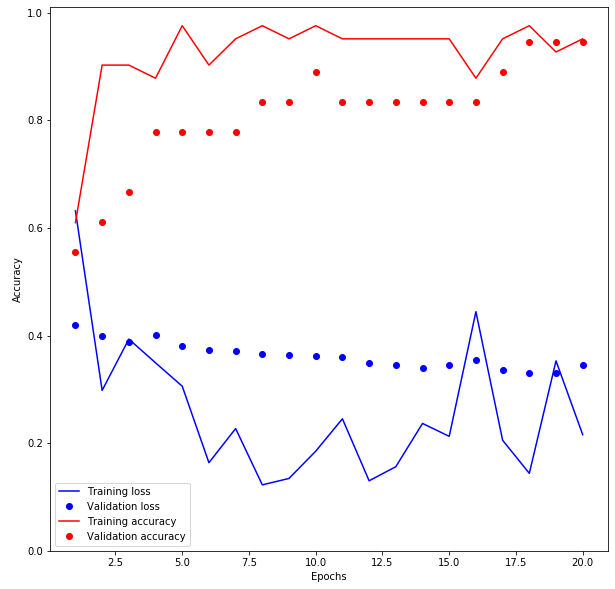 1.0
0.8
0.6
0.4
0.2
0.0
Accuracy
Training loss
Validation loss
Training accuracy
Validation accuracy
2.5 5.0 7.5 10.0 12.5 15.0 17.5 20.0
Epochs